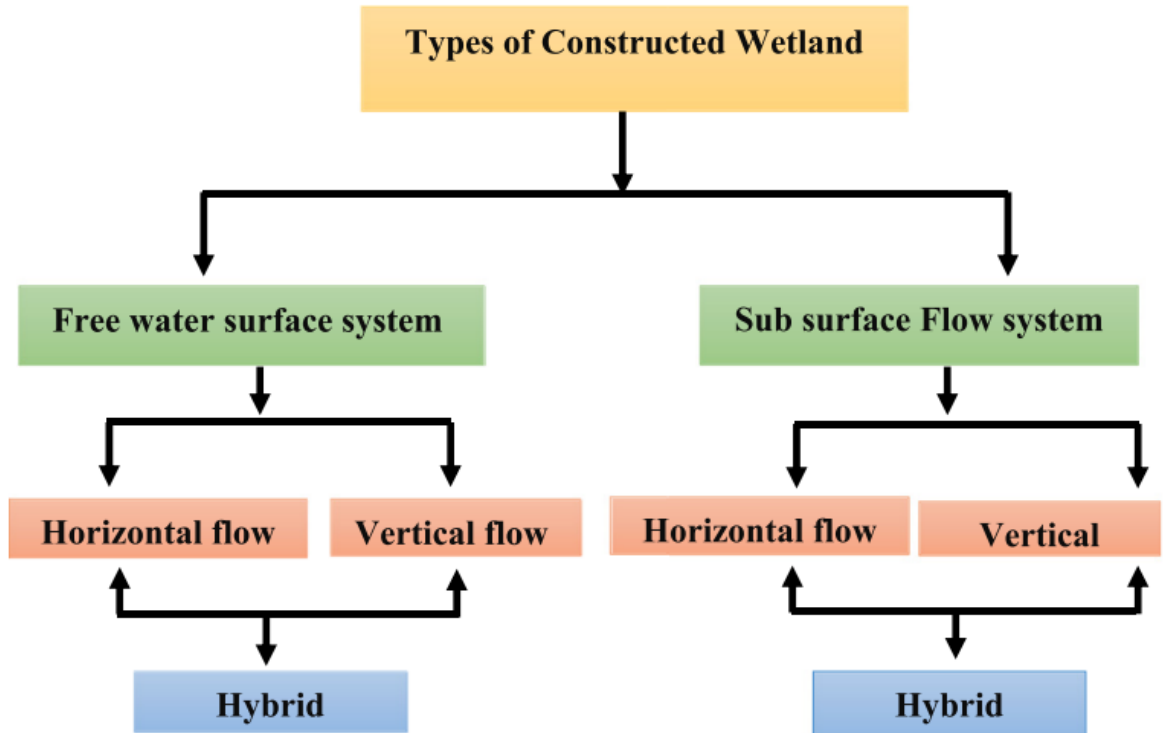 Types of Constructed Wetland
Free water surface system
Sub surface Flow system
Horizontal flow
Vertical flow
Horizontal flow
Vertical
Hybrid
Hybrid